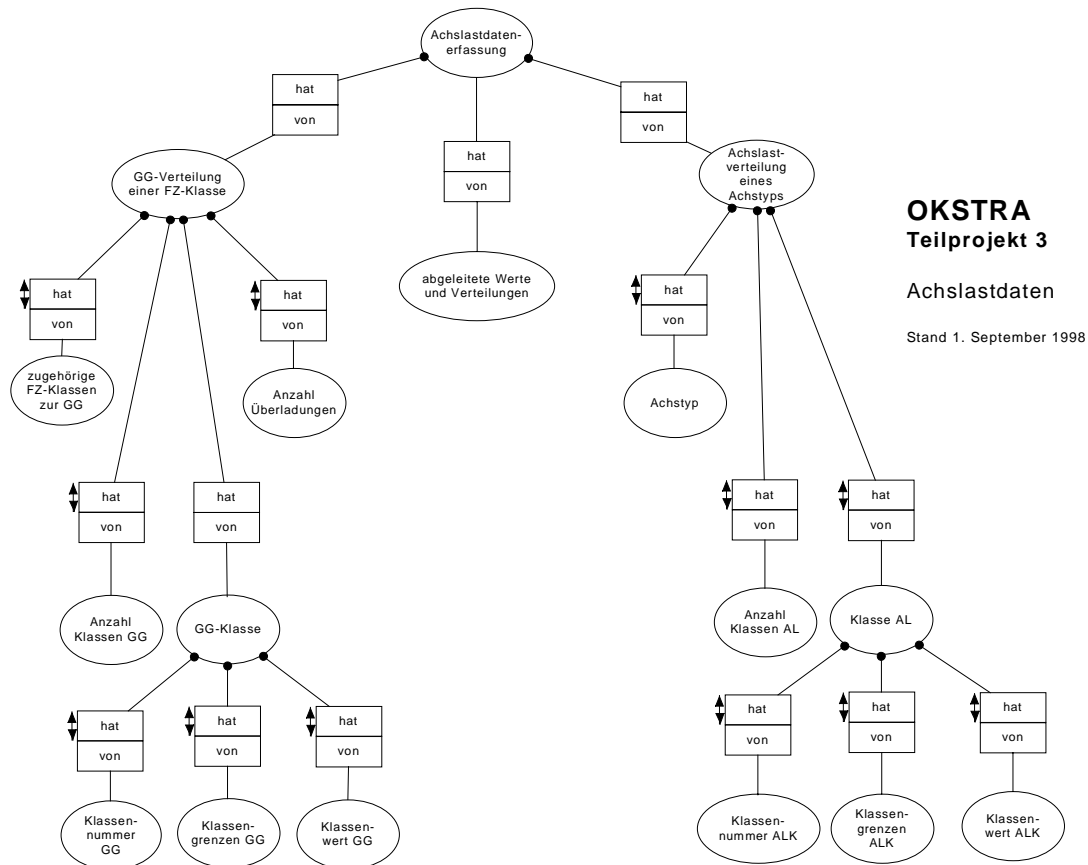 Achslastdaten-
erfassung
hat
von
hat
von
hat
von
GG-Verteilung
einer FZ-Klasse
Achslast-
verteilung
eines
Achstyps
OKSTRA
Teilprojekt 3
Achslastdaten
Stand 1. September 1998
abgeleitete Werte
und Verteilungen
hat
von
hat
von
hat
von
zugehörige
FZ-Klassen
zur GG
Anzahl
Überladungen
Achstyp
hat
von
hat
von
hat
von
hat
von
Anzahl
Klassen GG
GG-Klasse
Anzahl
Klassen AL
Klasse AL
hat
von
hat
von
hat
von
hat
von
hat
von
hat
von
Klassen-
nummer
GG
Klassen-
grenzen GG
Klassen-
wert GG
Klassen-
nummer ALK
Klassen-
grenzen
ALK
Klassen-
wert ALK